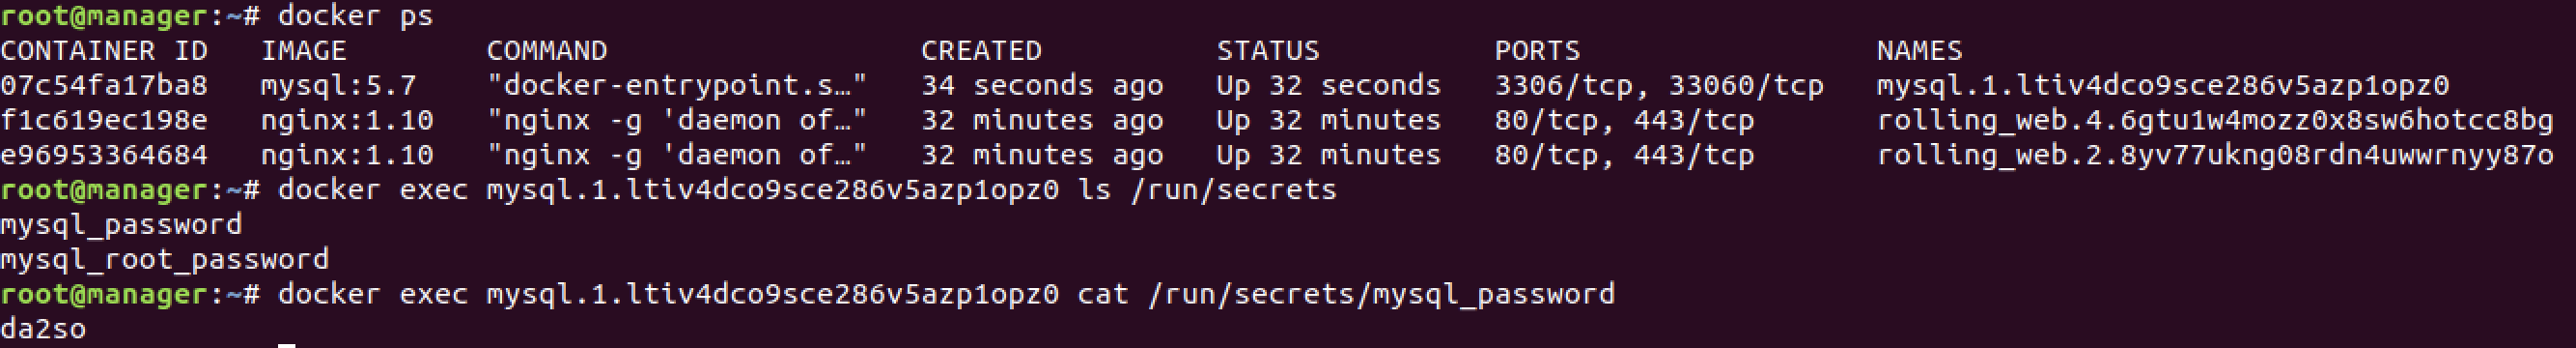 root@manager:~# docker ps
CONTAINER ID   IMAGE        COMMAND                  CREATED          STATUS          PORTS                 NAMES
07c54fa17ba8   mysql:5.7    "docker-entrypoint.s…"   34 seconds ago   Up 32 seconds   3306/tcp, 33060/tcp   mysql.1.ltiv4dco9sce286v5azp1opz0
f1c619ec198e   nginx:1.10   "nginx -g 'daemon of…"   32 minutes ago   Up 32 minutes   80/tcp, 443/tcp       rolling_web.4.6gtu1w4mozz0x8sw6hotcc8bg
e96953364684   nginx:1.10   "nginx -g 'daemon of…"   32 minutes ago   Up 32 minutes   80/tcp, 443/tcp       rolling_web.2.8yv77ukng08rdn4uwwrnyy87o
root@manager:~# docker exec mysql.1.ltiv4dco9sce286v5azp1opz0 ls /run/secrets
mysql_password
mysql_root_password
root@manager:~# docker exec mysql.1.ltiv4dco9sce286v5azp1opz0 cat /run/secrets/mysql_password
da2so